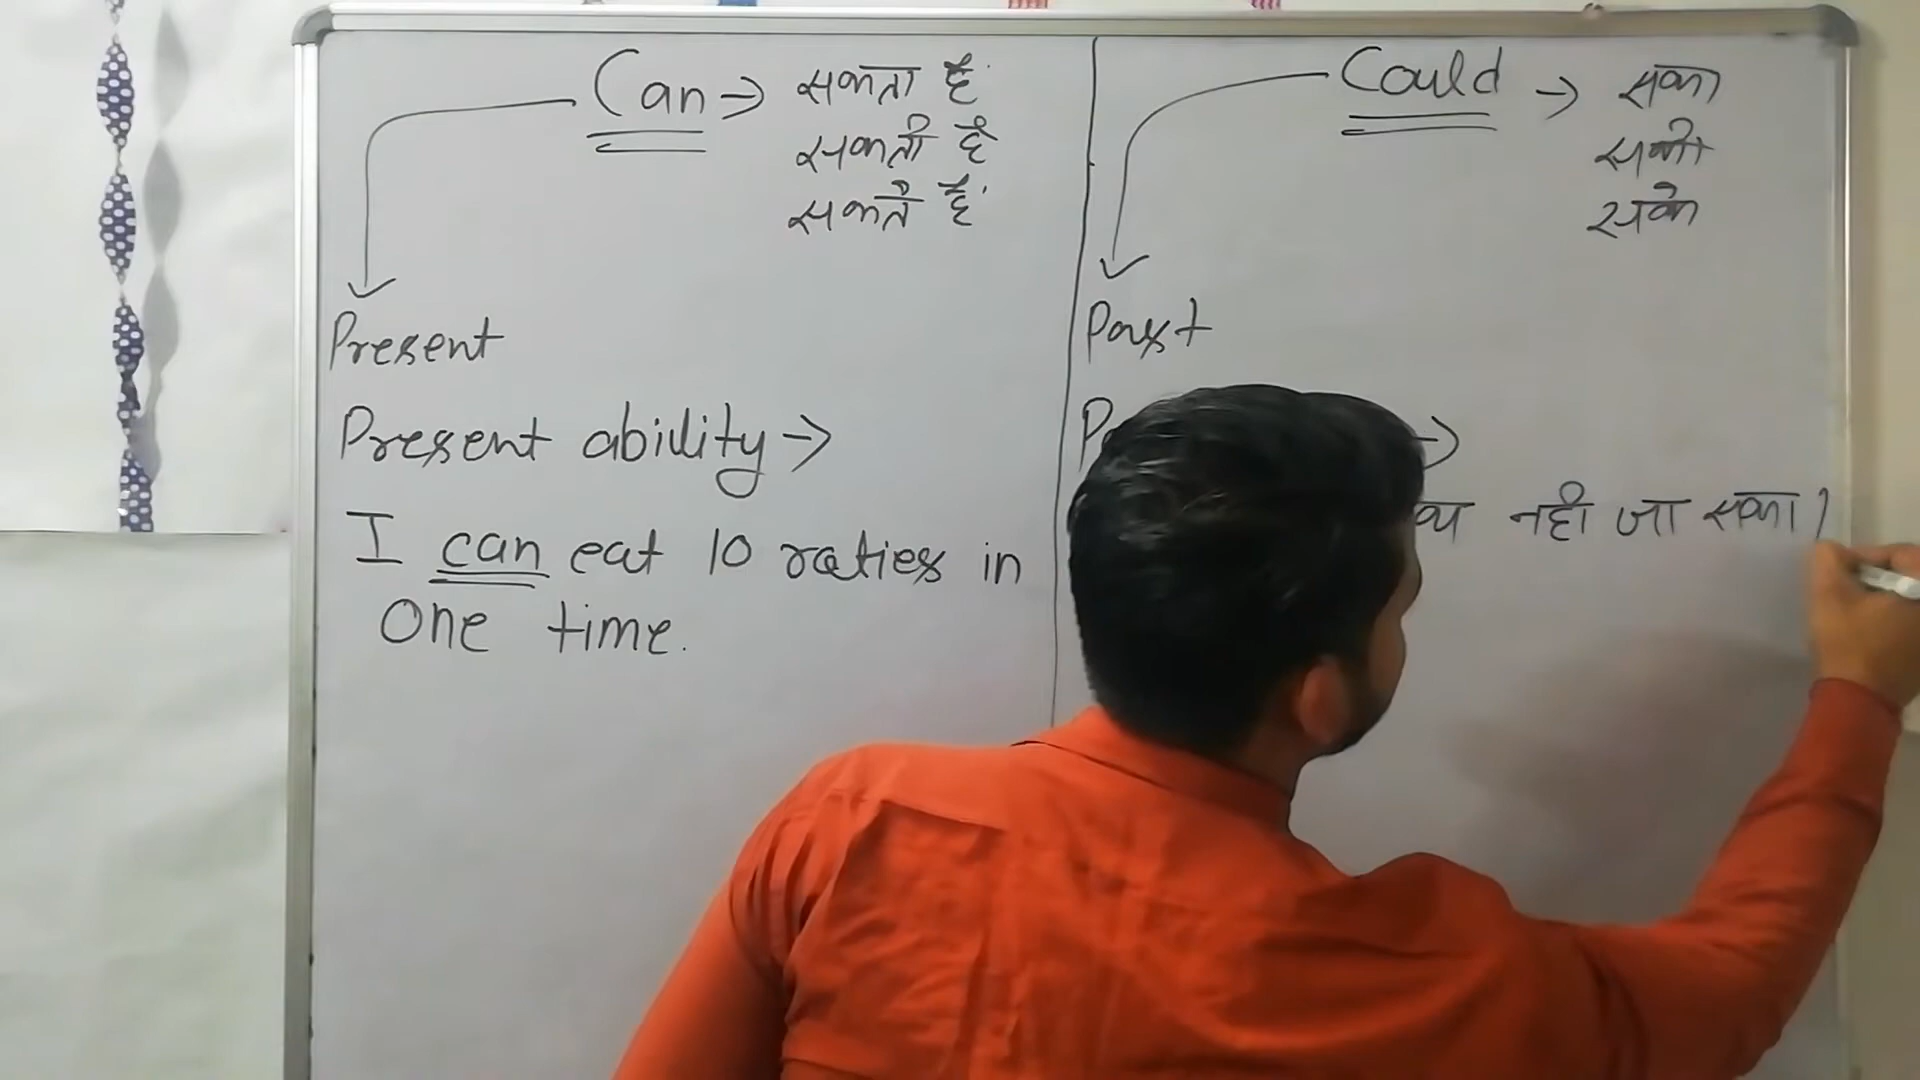 Can → सकता है
सकती है
सकते हैं
Present
Present ability →
I can eat 10 roties in
one time.
Could → सका
सकी
सके
Past
→
नही जा सका।